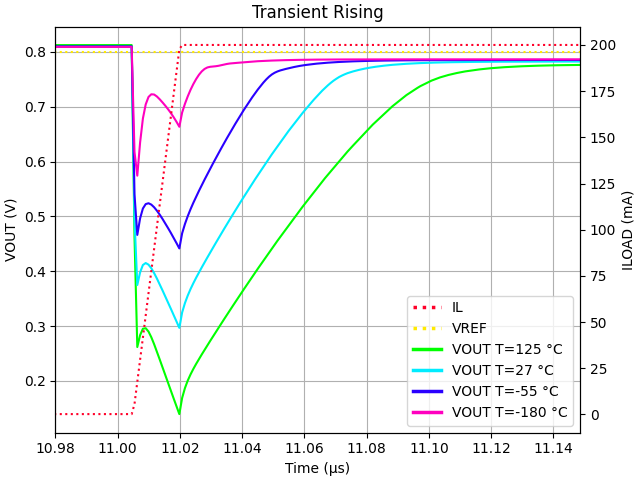 Transient Rising
VOUT (V)
0.8
0.7
0.6
0.5
0.4
0.3
0.2
10.98
11.00
11.02
11.04
11.06
11.08
11.10
11.12
11.14
Time (µs)
200
175
150
125
100
75
50
25
0
ILOAD (mA)
IL
VREF
VOUT T=125 °C
VOUT T=27 °C
VOUT T=-55 °C
VOUT T=-180 °C